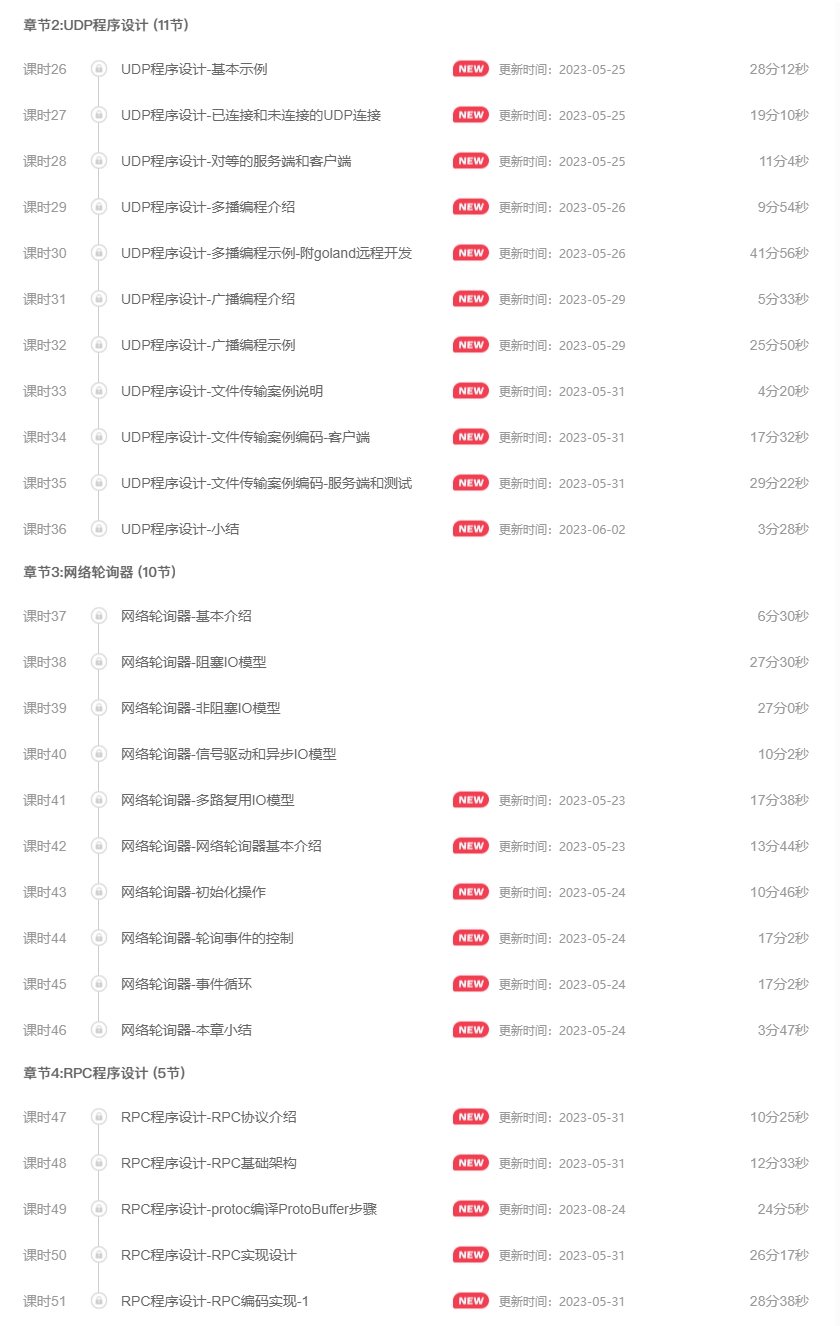 章节2:UDP程序设计 (11节)
课时26 UDP程序设计-基本示例 NEW 更新时间：2023-05-25 28分12秒
课时27 UDP程序设计-已连接和未连接的UDP连接 NEW 更新时间：2023-05-25 19分10秒
课时28 UDP程序设计-对等的服务端和客户端 NEW 更新时间：2023-05-25 11分4秒
课时29 UDP程序设计-多播编程介绍 NEW 更新时间：2023-05-26 9分54秒
课时30 UDP程序设计-多播编程示例-附goland远程开发 NEW 更新时间：2023-05-26 41分56秒
课时31 UDP程序设计-广播编程介绍 NEW 更新时间：2023-05-29 5分33秒
课时32 UDP程序设计-广播编程示例 NEW 更新时间：2023-05-29 25分50秒
课时33 UDP程序设计-文件传输案例说明 NEW 更新时间：2023-05-31 4分20秒
课时34 UDP程序设计-文件传输案例编码-客户端 NEW 更新时间：2023-05-31 17分32秒
课时35 UDP程序设计-文件传输案例编码-服务端和测试 NEW 更新时间：2023-05-31 29分22秒
课时36 UDP程序设计-小结 NEW 更新时间：2023-06-02 3分28秒
章节3:网络轮询器 (10节)
课时37 网络轮询器-基本介绍 6分30秒
课时38 网络轮询器-阻塞IO模型 27分30秒
课时39 网络轮询器-非阻塞IO模型 27分0秒
课时40 网络轮询器-信号驱动和异步IO模型 10分2秒
课时41 网络轮询器-多路复用IO模型 NEW 更新时间：2023-05-23 17分38秒
课时42 网络轮询器-网络轮询器基本介绍 NEW 更新时间：2023-05-23 13分44秒
课时43 网络轮询器-初始化操作 NEW 更新时间：2023-05-24 10分46秒
课时44 网络轮询器-轮询事件的控制 NEW 更新时间：2023-05-24 17分2秒
课时45 网络轮询器-事件循环 NEW 更新时间：2023-05-24 17分2秒
课时46 网络轮询器-本章小结 NEW 更新时间：2023-05-24 3分47秒
章节4:RPC程序设计 (5节)
课时47 RPC程序设计-RPC协议介绍 NEW 更新时间：2023-05-31 10分25秒
课时48 RPC程序设计-RPC基础架构 NEW 更新时间：2023-05-31 12分33秒
课时49 RPC程序设计-protoc编译ProtoBuffer步骤 NEW 更新时间：2023-08-24 24分5秒
课时50 RPC程序设计-RPC实现设计 NEW 更新时间：2023-05-31 26分17秒
课时51 RPC程序设计-RPC编码实现-1 NEW 更新时间：2023-05-31 28分38秒